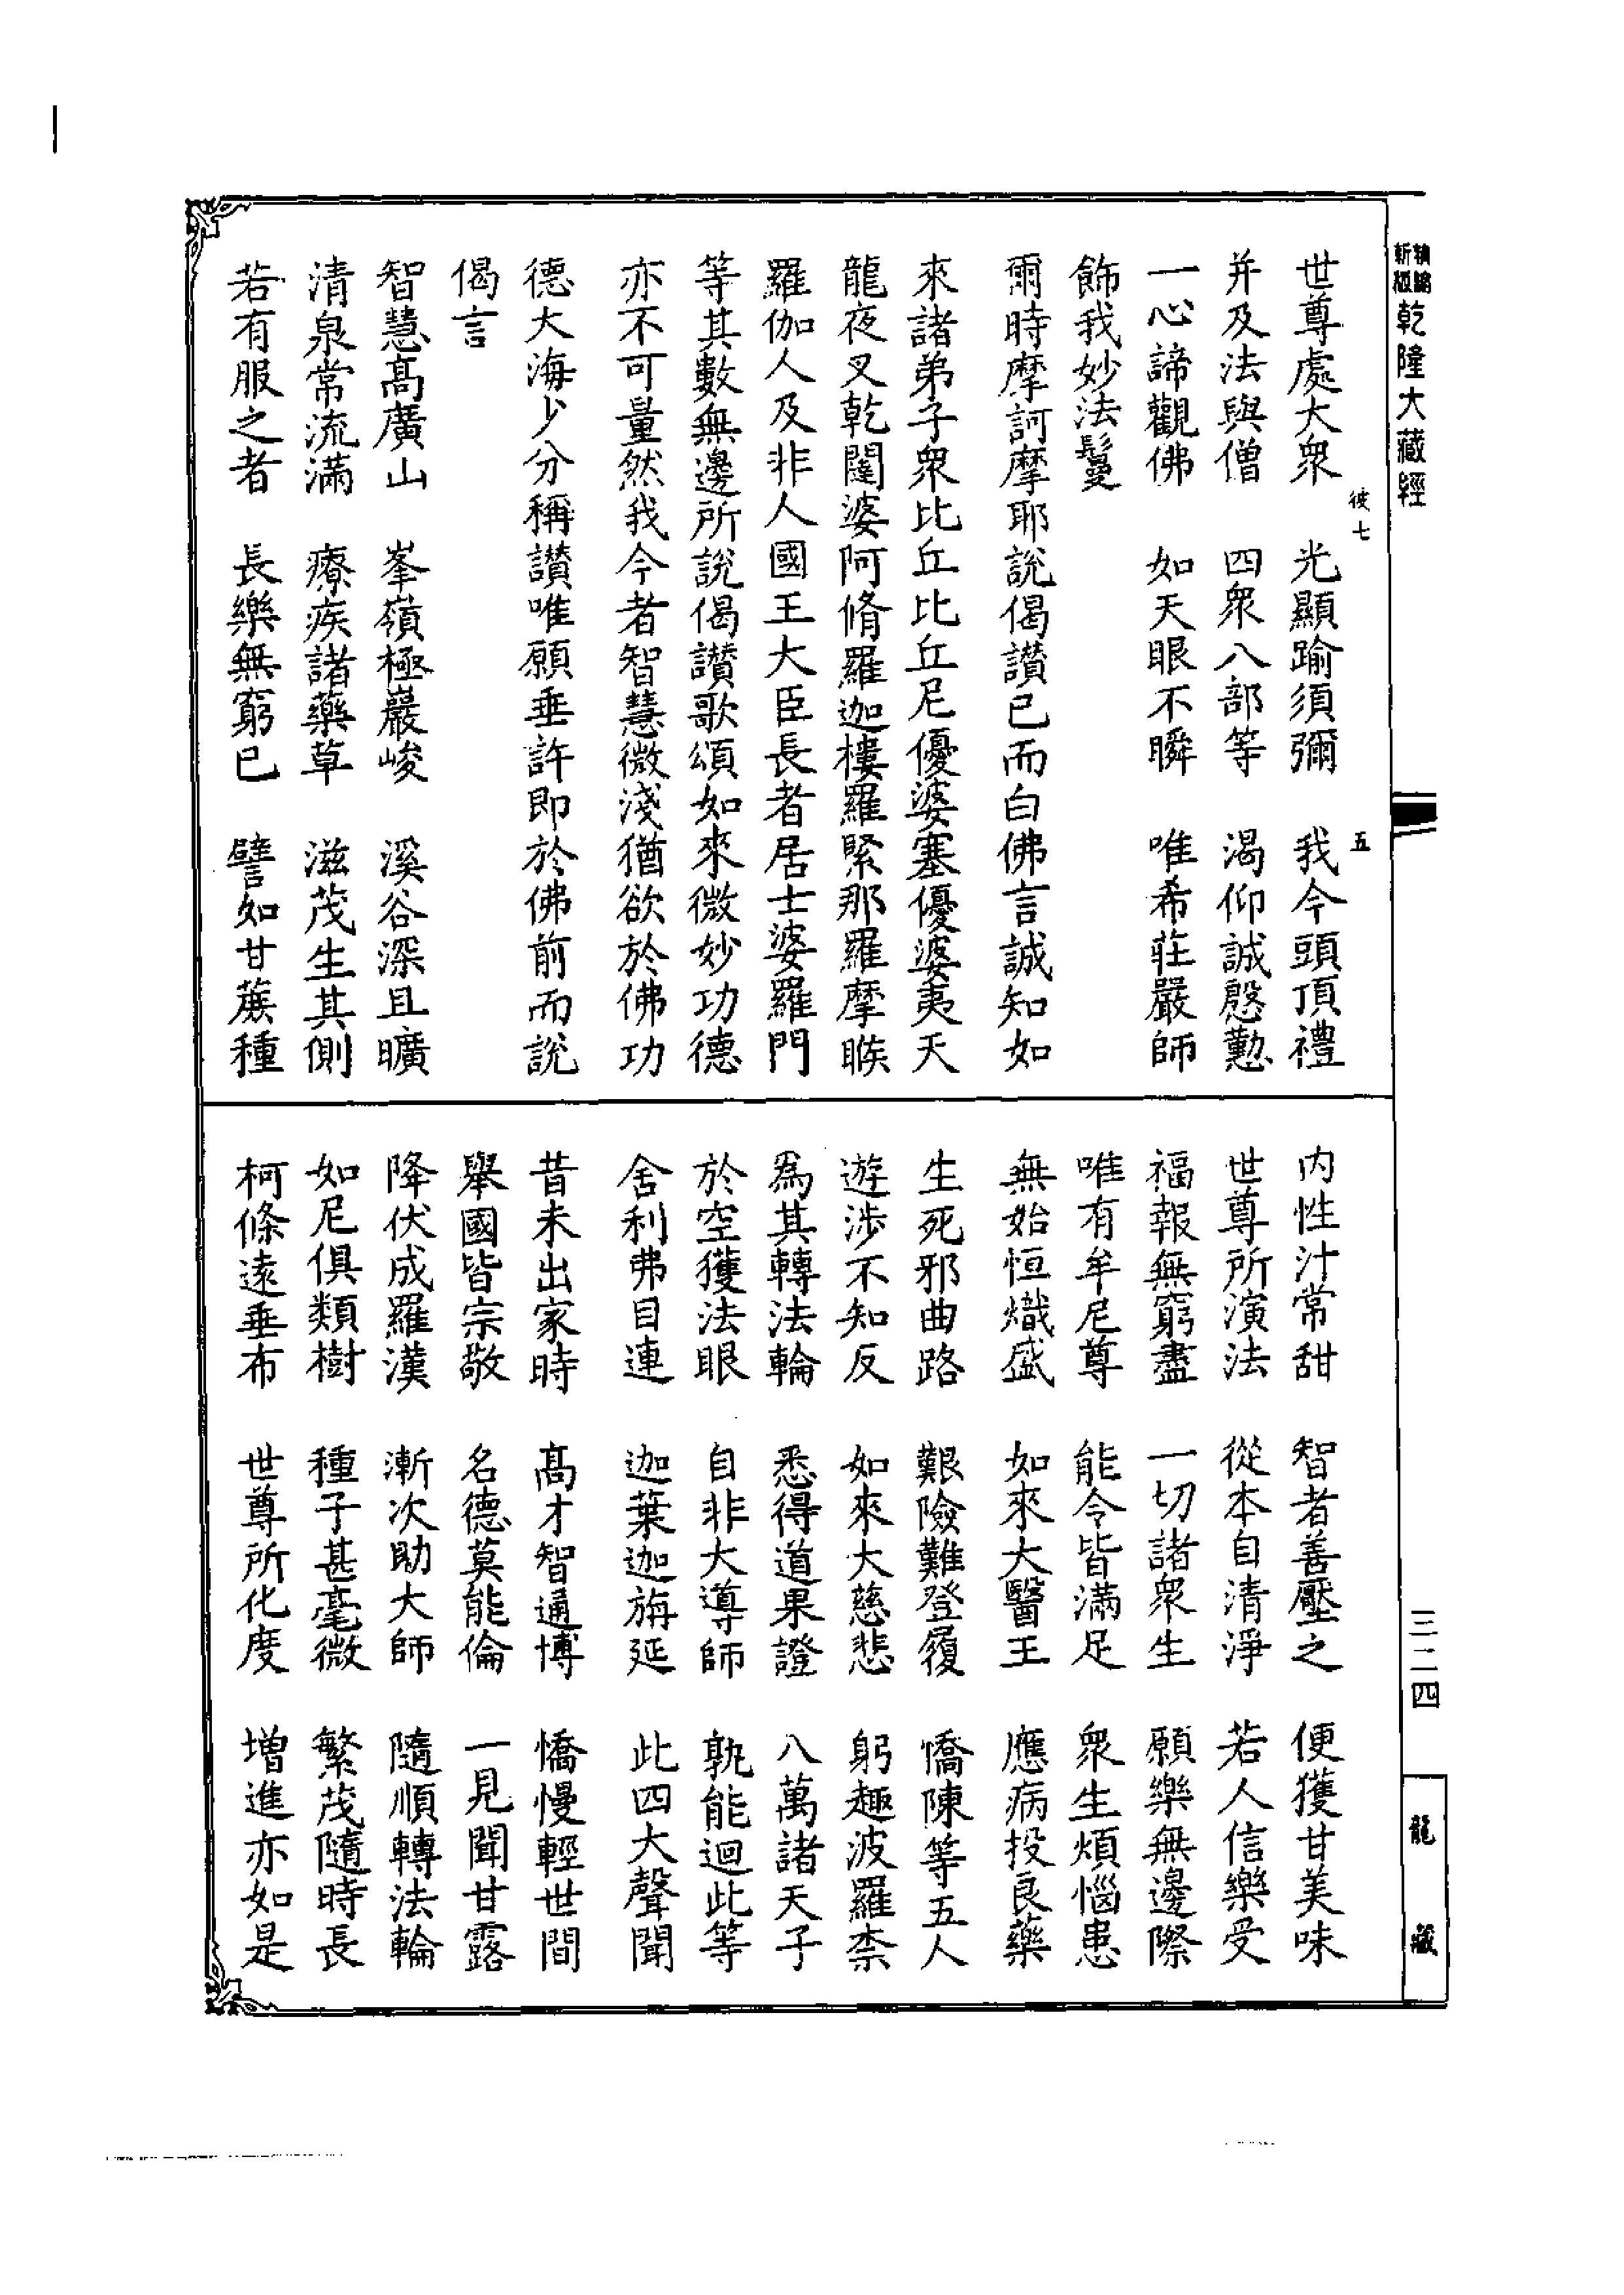 乾隆大藏經
彼七
五
世尊處大衆　光顯踰須彌　我今頭頂禮
并及法與僧　四衆八部等　渴仰誠慇懃
一心諦觀佛　如天眼不瞬　唯希莊嚴師
飾我妙法鬘
爾時摩訶摩耶說偈讃已而白佛言誠知如
來諸弟子衆比丘比丘尼優婆塞優婆夷天
龍夜叉乾闥婆阿脩羅迦樓羅緊那羅摩睺
羅伽人及非人國王大臣長者居士婆羅門
等其數無邊所說偈讃歌頌如來微妙功德
亦不可量然我今者智慧微淺猶欲於佛功
德大海少分稱讃唯願垂許即於佛前而說
偈言
智慧高廣山　峯嶺極巖峻　溪谷深且曠
清泉常流滿　療疾諸藥草　滋茂生其側
若有服之者　長樂無窮已　譬如甘蔗種
内性汁常甜　智者善壓之　便獲甘美味
世尊所演法　從本自清淨　若人信樂受
福報無窮盡　一切諸衆生　願樂無邊際
唯有牟尼尊　能令皆滿足　衆生煩惱患
無始恒熾盛　如來大醫王　應病投良藥
生死邪曲路　艱險難登履　憍陳等五人
遊涉不知反　如來大慈悲　躬趣波羅柰
爲其轉法輪　悉得道果證　八萬諸天子
於空獲法眼　自非大導師　孰能迴此等
舍利弗目連　迦葉迦旃延　此四大聲聞
昔未出家時　高才智通博　憍慢輕世間
舉國皆宗敬　名德莫能倫　一見聞甘露
降伏成羅漢　漸次助大師　隨順轉法輪
如尼俱類樹　種子甚毫微　繁茂隨時長
柯條遠垂布　世尊所化度　增進亦如是
三二四
龍藏